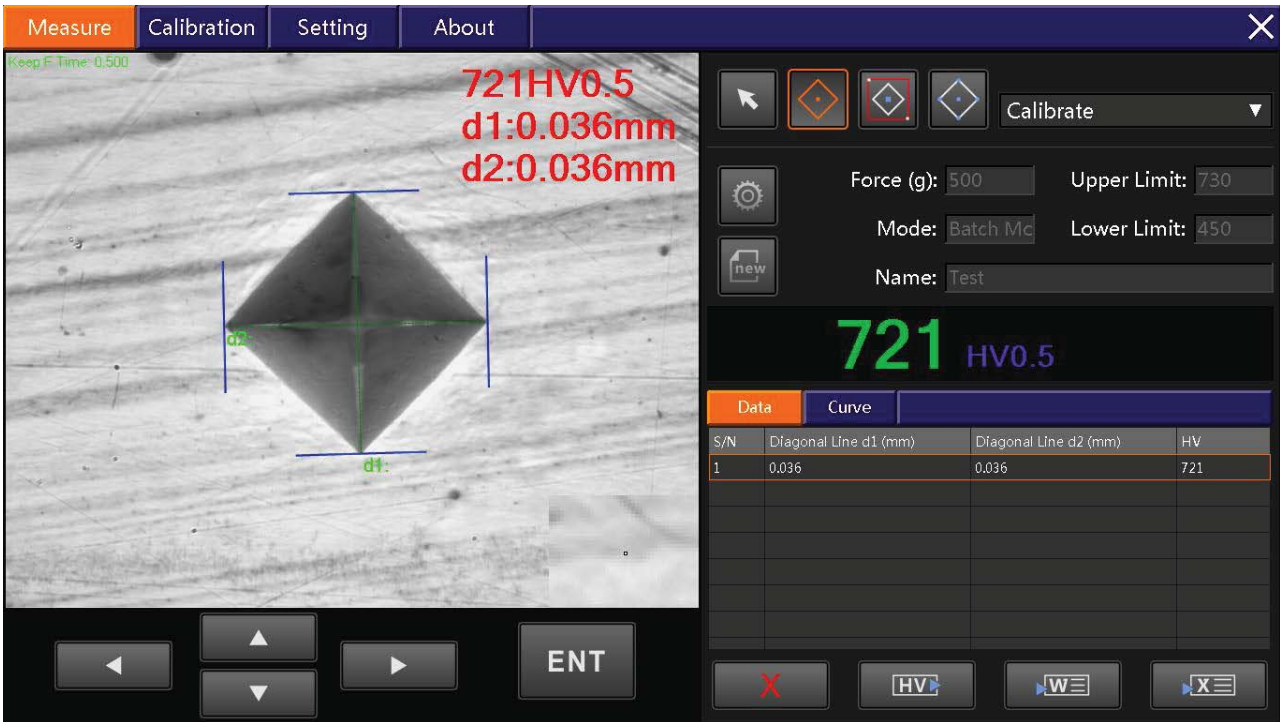 Measure Calibration Setting About
Keep F Time: 0.500
721HV0.5
d1:0.036mm
d2:0.036mm
d2:
d1:
ENT
Calibrate
Force (g): 500 Upper Limit: 730
Mode: Batch Mc Lower Limit: 450
new
Name: Test
721 HV0.5
Data Curve
S/N Diagonal Line d1 (mm) Diagonal Line d2 (mm) HV
1 0.036 0.036 721
X HV W X